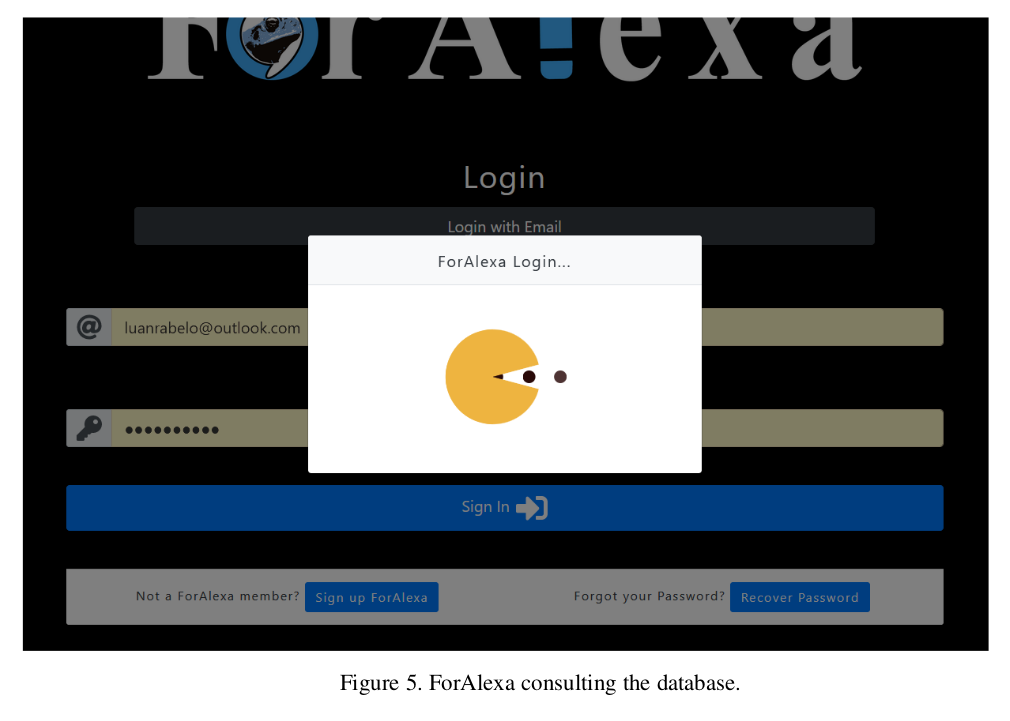 ForAlexa
Login
Login with Email
ForAlexa Login...
@ luanrabelo@outlook.com
••••••••••
Sign In
Not a ForAlexa member? Sign up ForAlexa Forgot your Password? Recover Password
Figure 5. ForAlexa consulting the database.